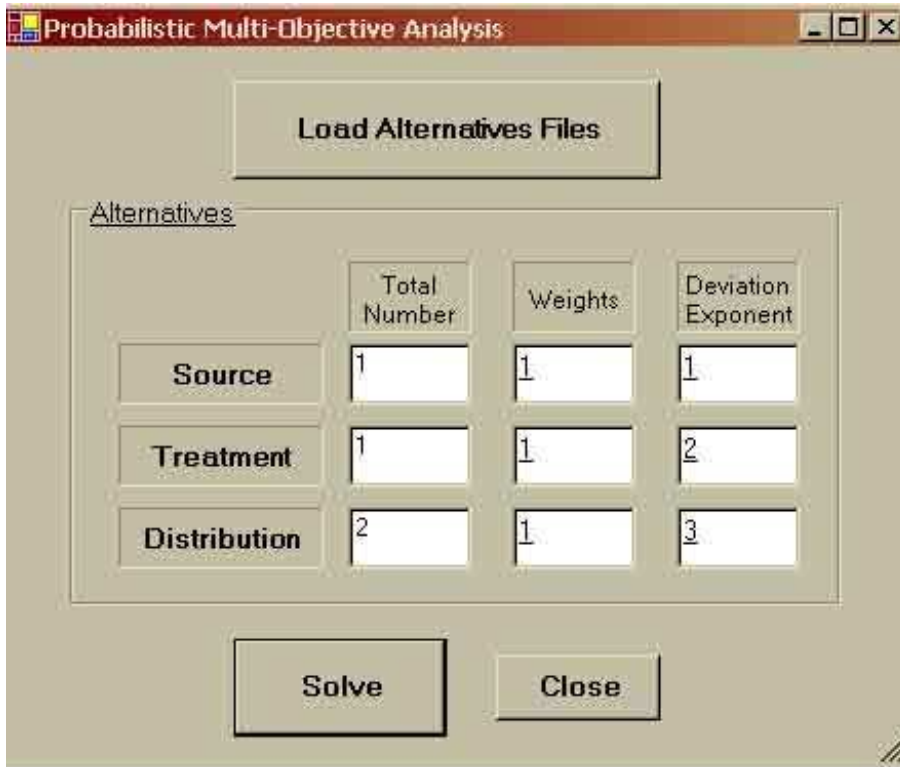 Probabilistic Multi-Objective Analysis
Load Alternatives Files
Alternatives
Total
Number
Weights
Deviation
Exponent
Source
1
1
1
Treatment
1
1
2
Distribution
2
1
3
Solve
Close